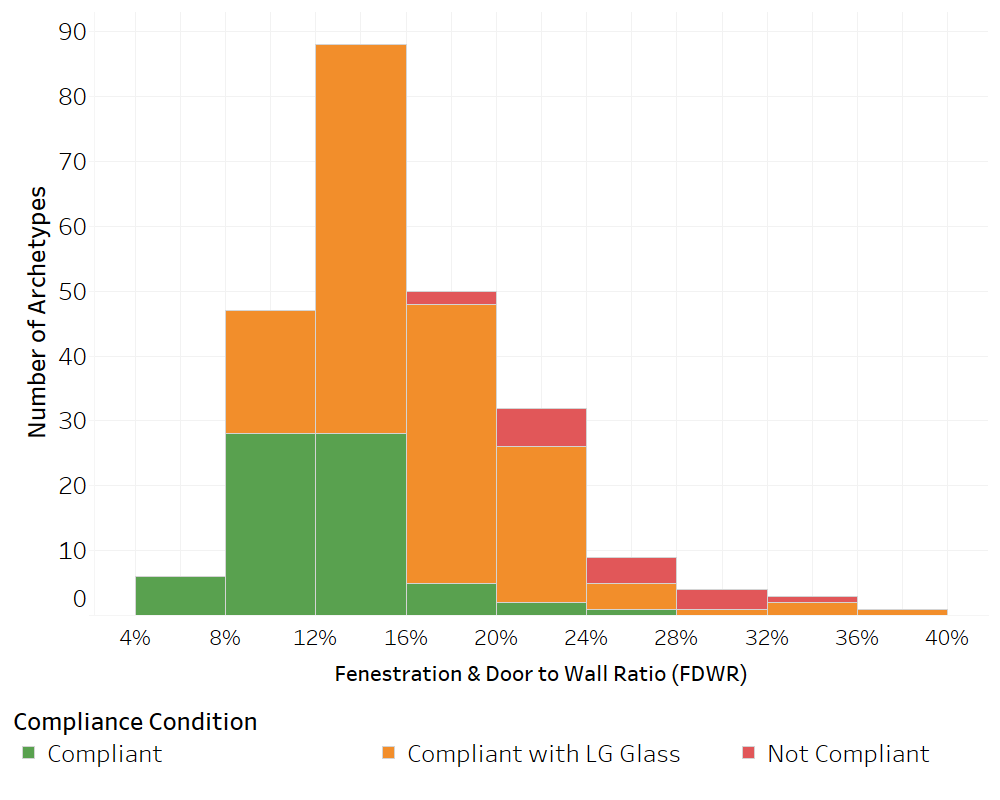 90
80
70
60
50
40
30
20
10
0
Number of Archetypes
4% 8% 12% 16% 20% 24% 28% 32% 36% 40%
Fenestration & Door to Wall Ratio (FDWR)
Compliance Condition
Compliant Compliant with LG Glass Not Compliant